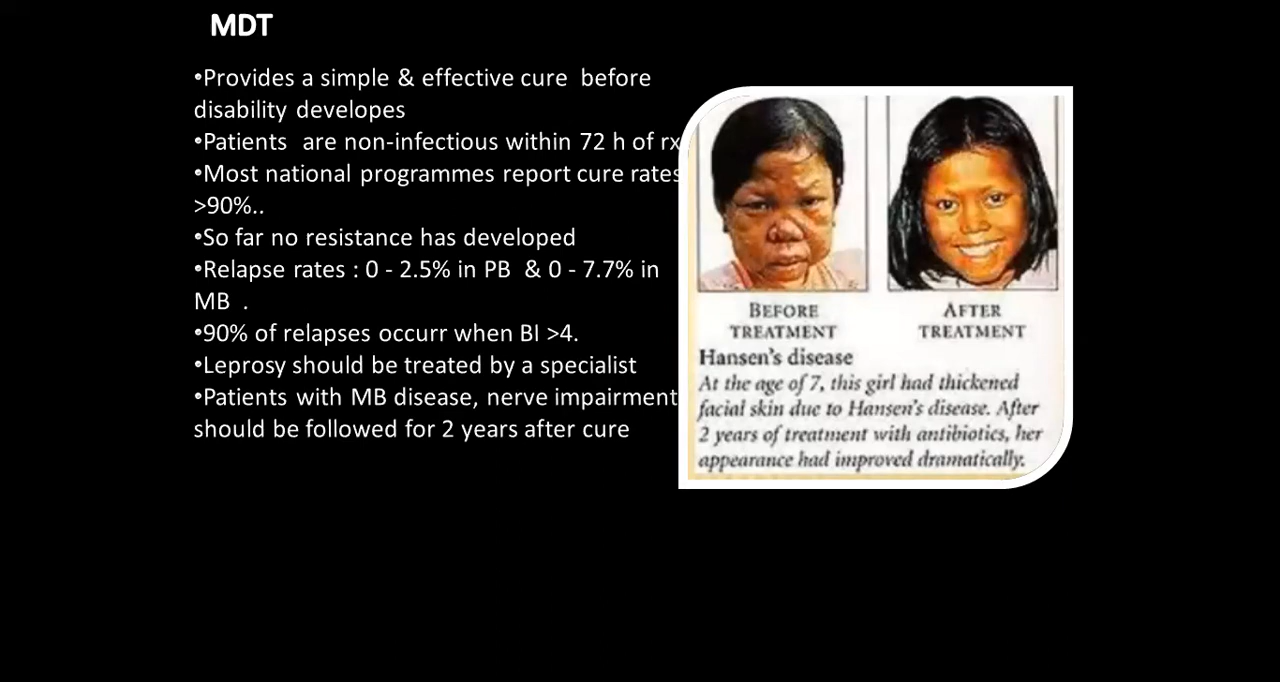 MDT
•Provides a simple & effective cure before
disability developes
•Patients are non-infectious within 72 h of rx
•Most national programmes report cure rates
>90%..
•So far no resistance has developed
•Relapse rates : 0 - 2.5% in PB & 0 - 7.7% in
MB .
•90% of relapses occurr when BI >4.
•Leprosy should be treated by a specialist
•Patients with MB disease, nerve impairment
should be followed for 2 years after cure
BEFORE
TREATMENT
AFTER
TREATMENT
Hansen's disease
At the age of 7, this girl had thickened
facial skin due to Hansen's disease. After
2 years of treatment with antibiotics, her
appearance had improved dramatically.